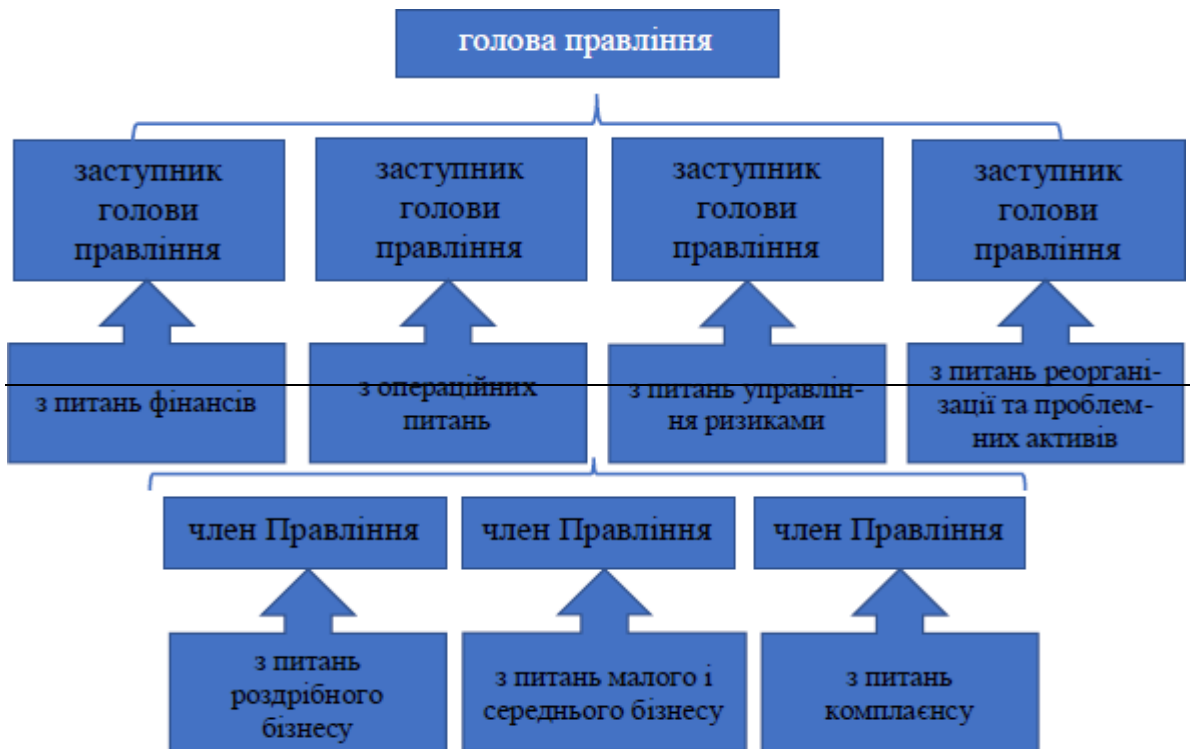 голова правління
заступник
голови
правління
заступник
голови
правління
заступник
голови
правління
заступник
голови
правління
з питань фінансів
з операційних
питань
з питань управлін-
ня ризиками
з питань реоргані-
зації та проблем-
них активів
член Правління
член Правління
член Правління
з питань
роздрібного
бізнесу
з питань малого і
середнього бізнесу
з питань
комплаєнсу